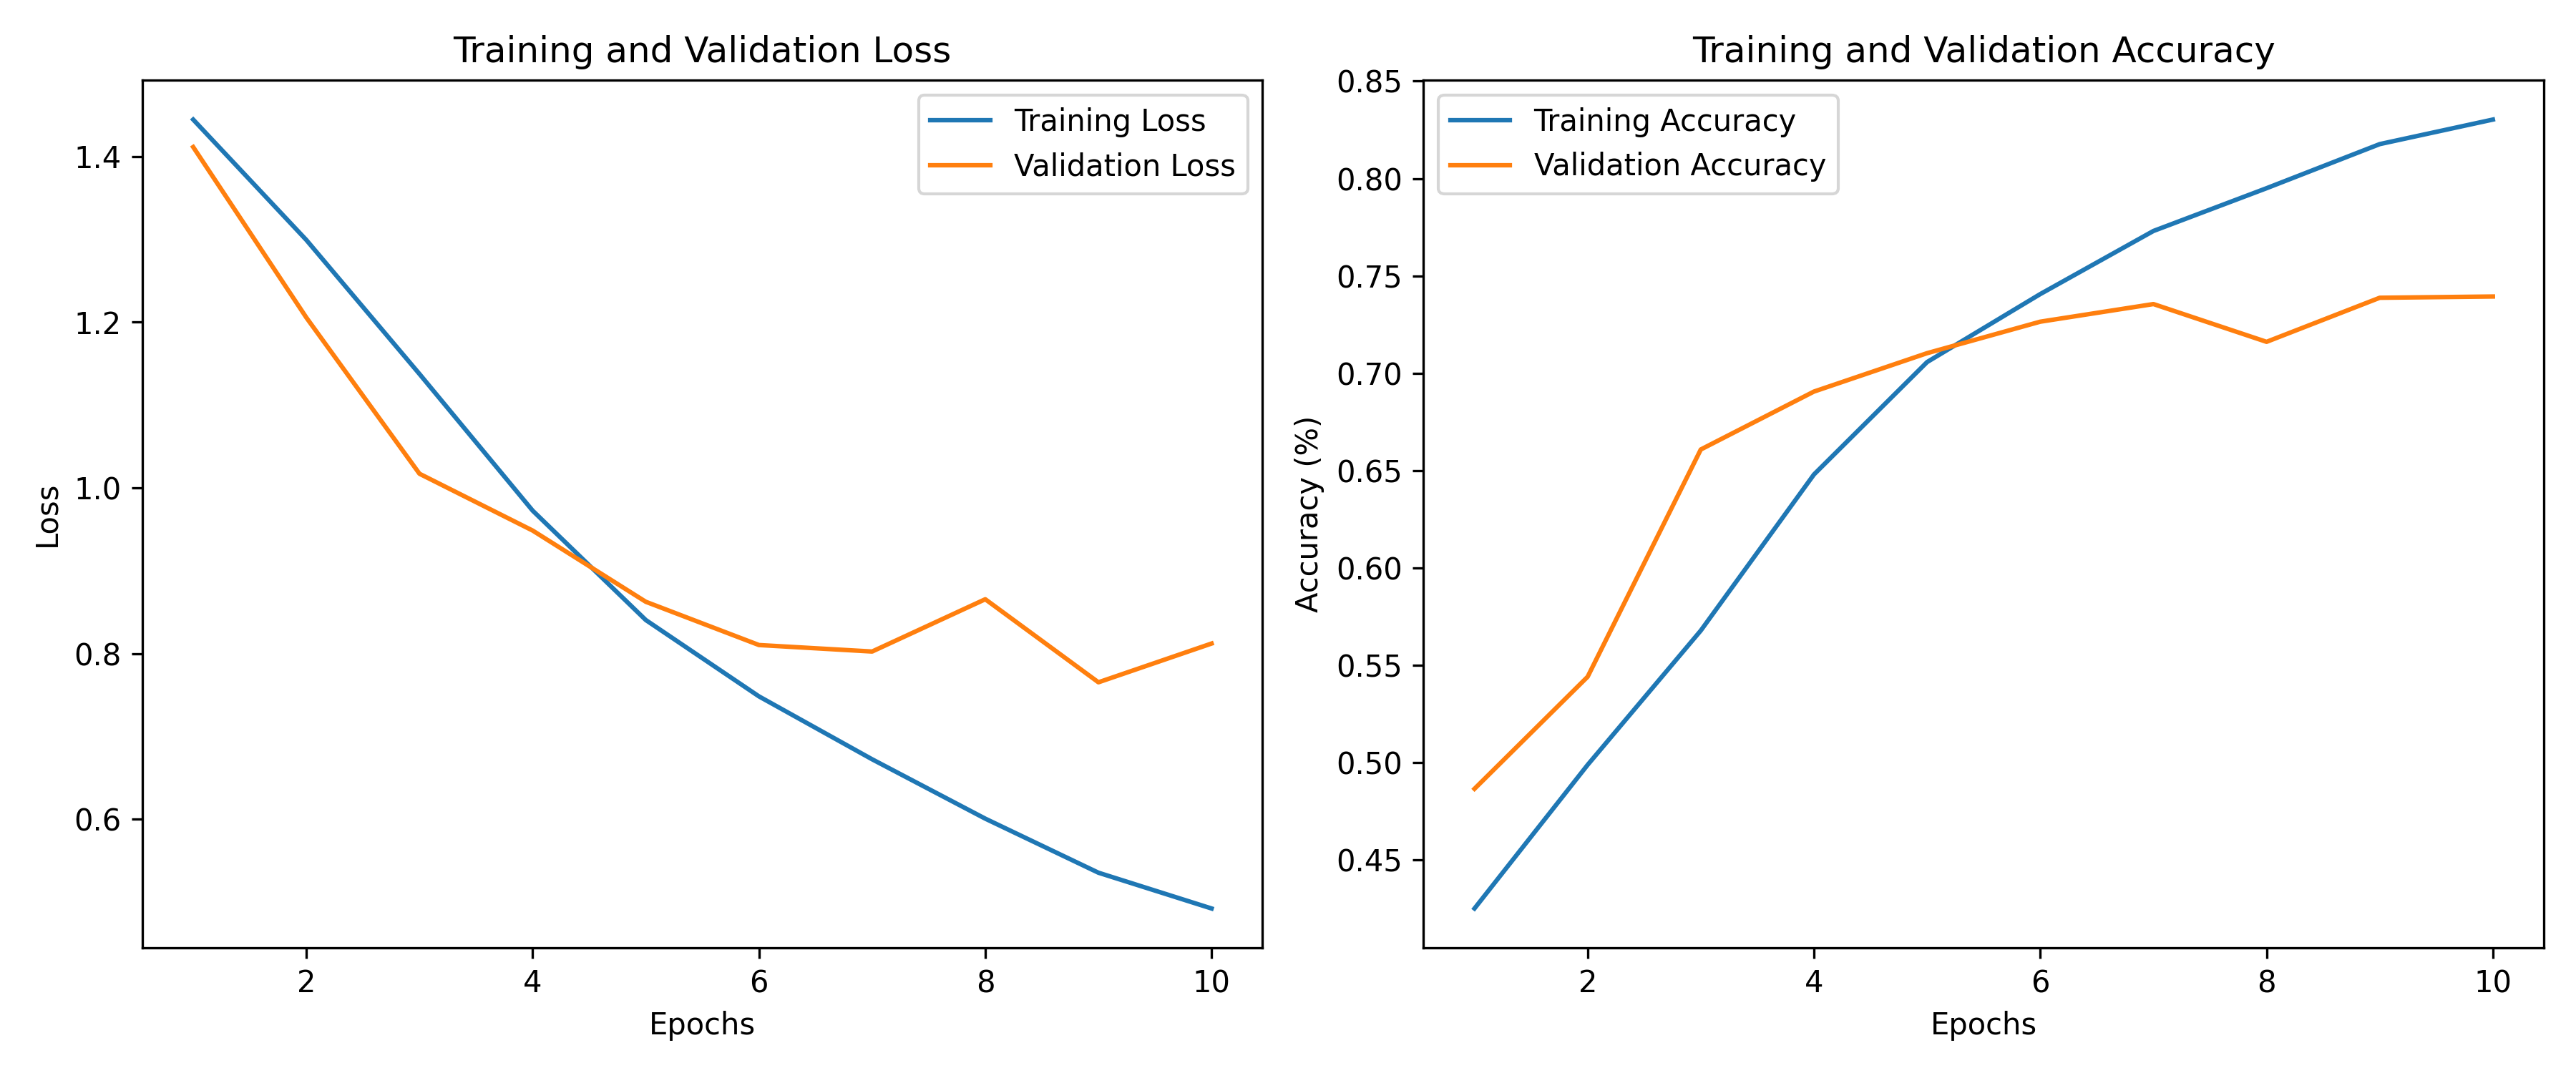 Training and Validation Loss
Training Loss
Validation Loss
1.4
1.2
1.0
0.8
0.6
Loss
2 4 6 8 10
Epochs
Training and Validation Accuracy
Training Accuracy
Validation Accuracy
0.85
0.80
0.75
0.70
0.65
0.60
0.55
0.50
0.45
Accuracy (%)
2 4 6 8 10
Epochs